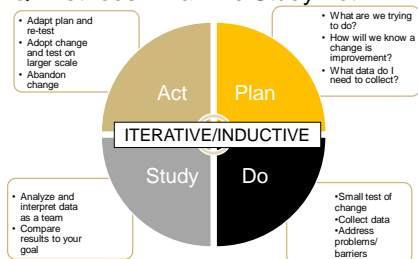 • Adapt plan and
re-test
• Adopt change
and test on
larger scale
• Abandon
change
• What are we trying
to do?
• How will we know a
change is
improvement?
• What data do I
need to collect?
Act
Plan
ITERATIVE/INDUCTIVE
Study
Do
• Analyze and
interpret data
as a team
• Compare
results to your
goal
•Small test of
change
•Collect data
•Address
problems/
barriers